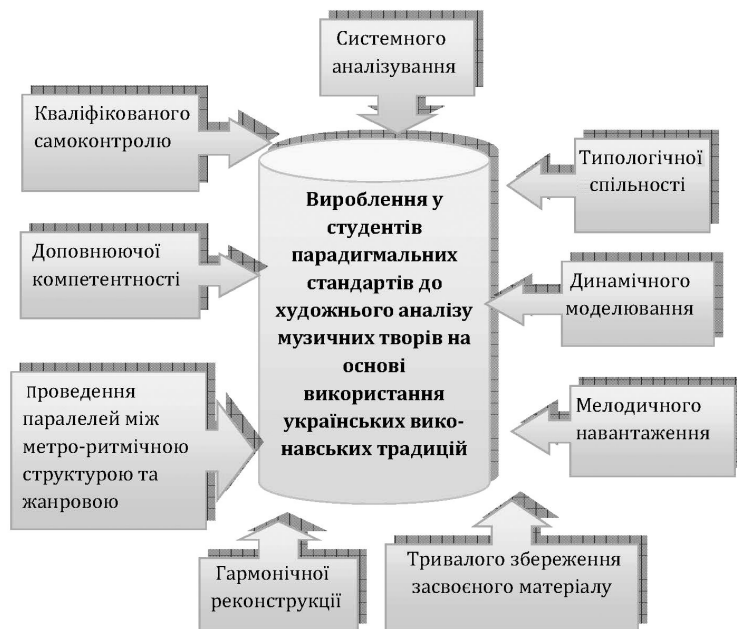 Системного
аналізування
Кваліфікованого
самоконтролю
Типологічної
спільності
Вироблення у
студентів
парадигмальних
стандартів до
художнього аналізу
музичних творів на
основі
використання
українських вико-
навських традицій
Доповнюючої
компетентності
Динамічного
моделювання
проведення
паралелей між
метро-ритмічною
структурою та
жанровою
Мелодичного
навантаження
Гармонічної
реконструкції
Тривалого збереження
засвоєного матеріалу